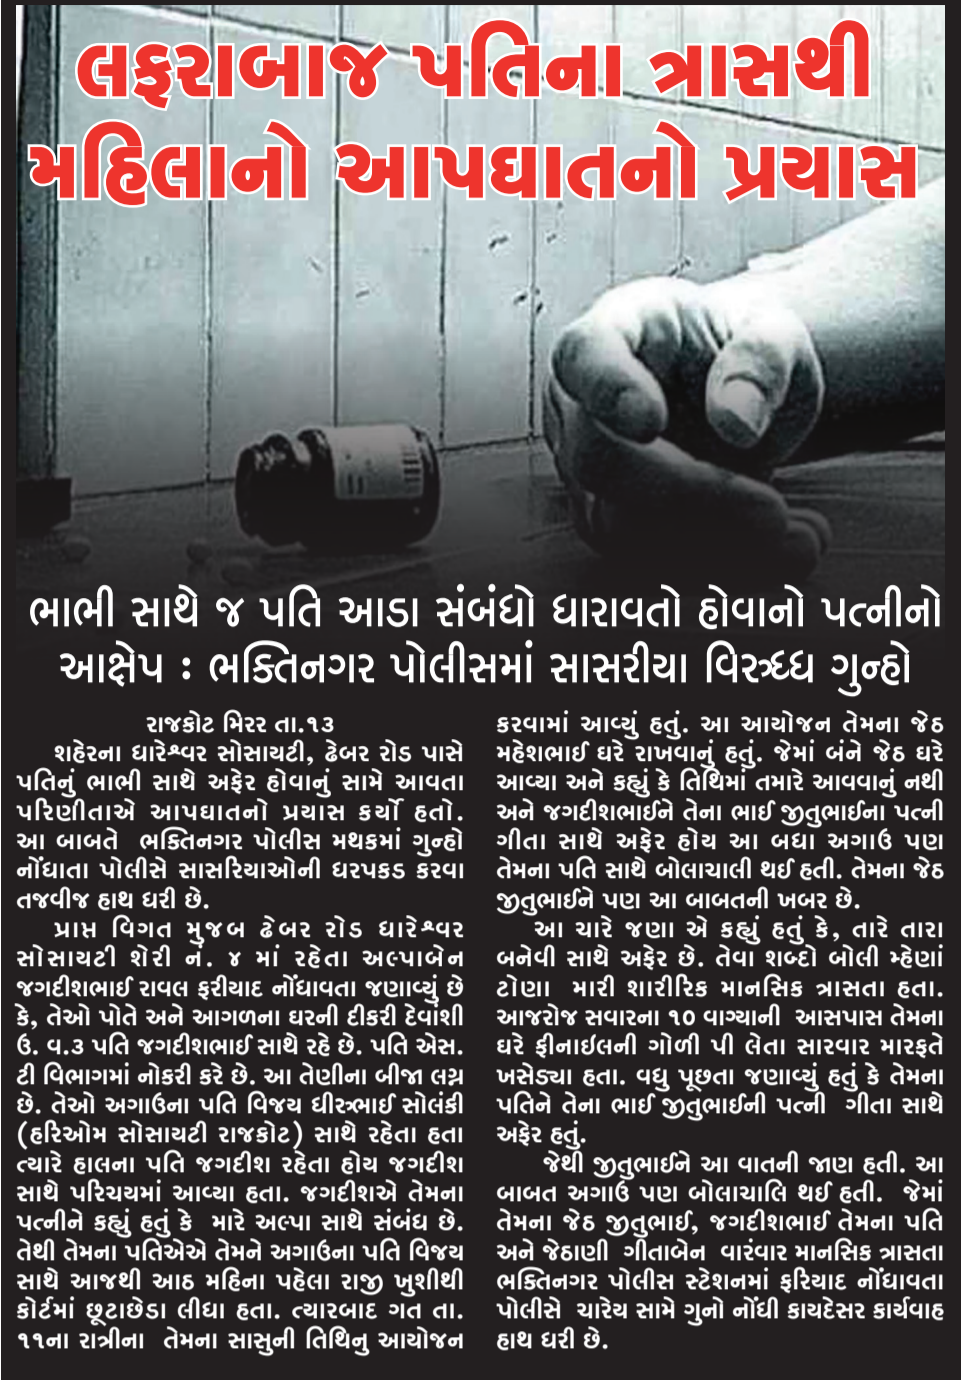 લફરાબાજ પતિના ત્રાસથી
મહિલાનો આપઘાતનો પ્રયાસ
ભાભી સાથે જ પતિ આડા સંબંધો ધારાવતો હોવાનો પત્નીનો
આક્ષેપ : ભક્તિનગર પોલીસમાં સાસરીયા વિરુધ્ધ ગુન્હો
રાજકોટ મિરર તા.૧૩
શહેરના ધારેશ્વર સોસાયટી, ઢેબર રોડ પાસે
પતિનું ભાભી સાથે અફેર હોવાનું સામે આવતા
પરિણીતાએ આપઘાતનો પ્રયાસ કર્યો હતો.
આ બાબતે ભક્તિનગર પોલીસ મથકમાં ગુન્હો
નોંધાતા પોલીસે સાસરિયાઓની ધરપકડ કરવા
તજવીજ હાથ ધરી છે.
પ્રાપ્ત વિગત મુજબ ઢેબર રોડ ધારેશ્વર
સોસાયટી શેરી નં. ૪ માં રહેતા અલ્પાબેન
જગદીશભાઈ રાવલ ફરીયાદ નોંધાવતા જણાવ્યું છે
કે, તેઓ પોતે અને આગળના ઘરની દીકરી દેવાંશી
ઉ. વ.૩ પતિ જગદીશભાઈ સાથે રહે છે. પતિ એસ.
ટી વિભાગમાં નોકરી કરે છે. આ તેણીના બીજા લગ્ન
છે. તેઓ અગાઉના પતિ વિજય ધીરુભાઈ સોલંકી
(હરિઓમ સોસાયટી રાજકોટ) સાથે રહેતા હતા
ત્યારે હાલના પતિ જગદીશ રહેતા હોય જગદીશ
સાથે પરિચયમાં આવ્યા હતા. જગદીશએ તેમના
પત્નીને કહ્યું હતું કે મારે અલ્પા સાથે સંબંધ છે.
તેથી તેમના પતિએએ તેમને અગાઉના પતિ વિજય
સાથે આજથી આઠ મહિના પહેલા રાજી ખુશીથી
કોર્ટમાં છૂટાછેડા લીધા હતા. ત્યારબાદ ગત તા.
૧૧ના રાત્રીના તેમના સાસુની તિથિનુ આયોજન
કરવામાં આવ્યું હતું. આ આયોજન તેમના જેઠ
મહેશભાઈ ઘરે રાખવાનું હતું. જેમાં બંને જેઠ ઘરે
આવ્યા અને કહ્યું કે તિથિમાં તમારે આવવાનું નથી
અને જગદીશભાઈને તેના ભાઈ જીતુભાઈના પત્ની
ગીતા સાથે અફેર હોય આ બધા અગાઉ પણ
તેમના પતિ સાથે બોલાચાલી થઈ હતી. તેમના જેઠ
જીતુભાઈને પણ આ બાબતની ખબર છે.
આ ચારે જણા એ કહ્યું હતું કે, તારે તારા
બનેવી સાથે અફેર છે. તેવા શબ્દો બોલી મ્હેણાં
ટોણા મારી શારીરિક માનસિક ત્રાસતા હતા.
આજરોજ સવારના ૧૦ વાગ્યાની આસપાસ તેમના
ઘરે ફીનાઈલની ગોળી પી લેતા સારવાર મારફતે
ખસેડ્યા હતા. વધુ પૂછતા જણાવ્યું હતું કે તેમના
પતિને તેના ભાઈ જીતુભાઈની પત્ની ગીતા સાથે
અફેર હતું.
જેથી જીતુભાઈને આ વાતની જાણ હતી. આ
બાબત અગાઉ પણ બોલાચાલિ થઈ હતી. જેમાં
તેમના જેઠ જીતુભાઈ, જગદીશભાઈ તેમના પતિ
અને જેઠાણી ગીતાબેન વારંવાર માનસિક ત્રાસતા
ભક્તિનગર પોલીસ સ્ટેશનમાં ફરિયાદ નોંધાવતા
પોલીસે ચારેય સામે ગુનો નોંધી કાયદેસર કાર્યવાહ
હાથ ધરી છે.